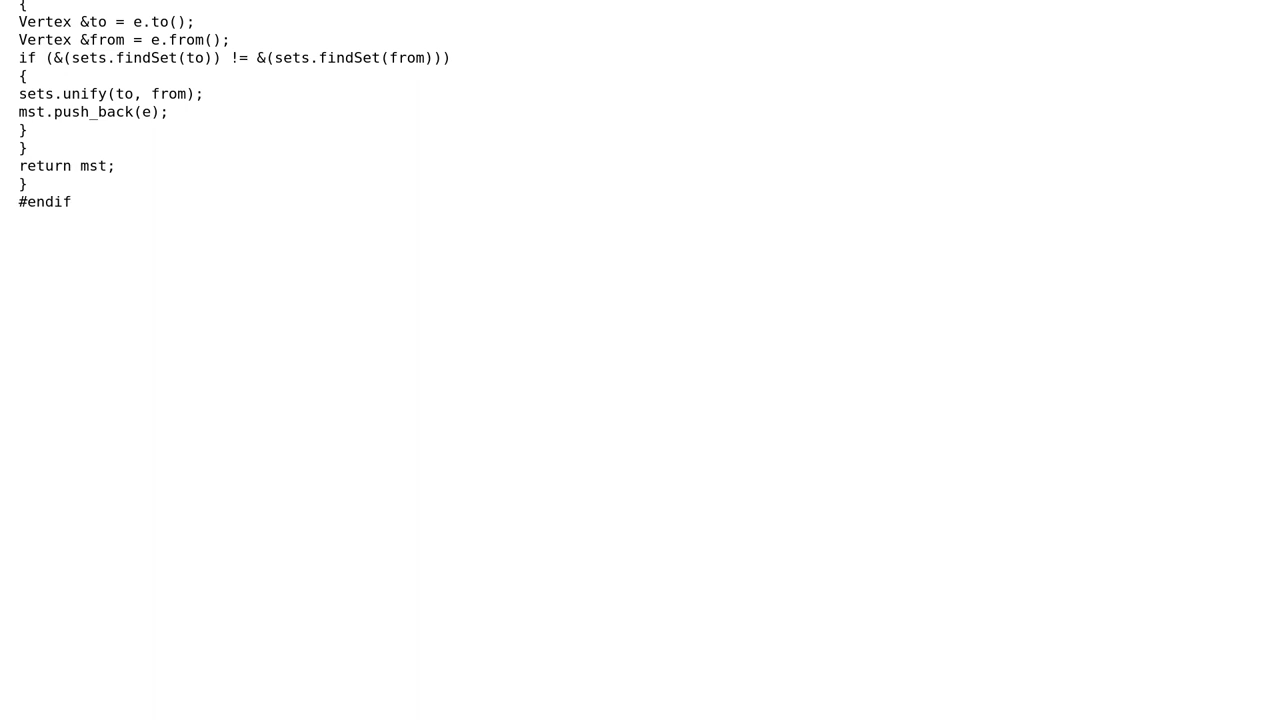 {
Vertex &to = e.to();
Vertex &from = e.from();
if (&(sets.findSet(to)) != &(sets.findSet(from)))
{
sets.unify(to, from);
mst.push_back(e);
}
}
return mst;
}
#endif